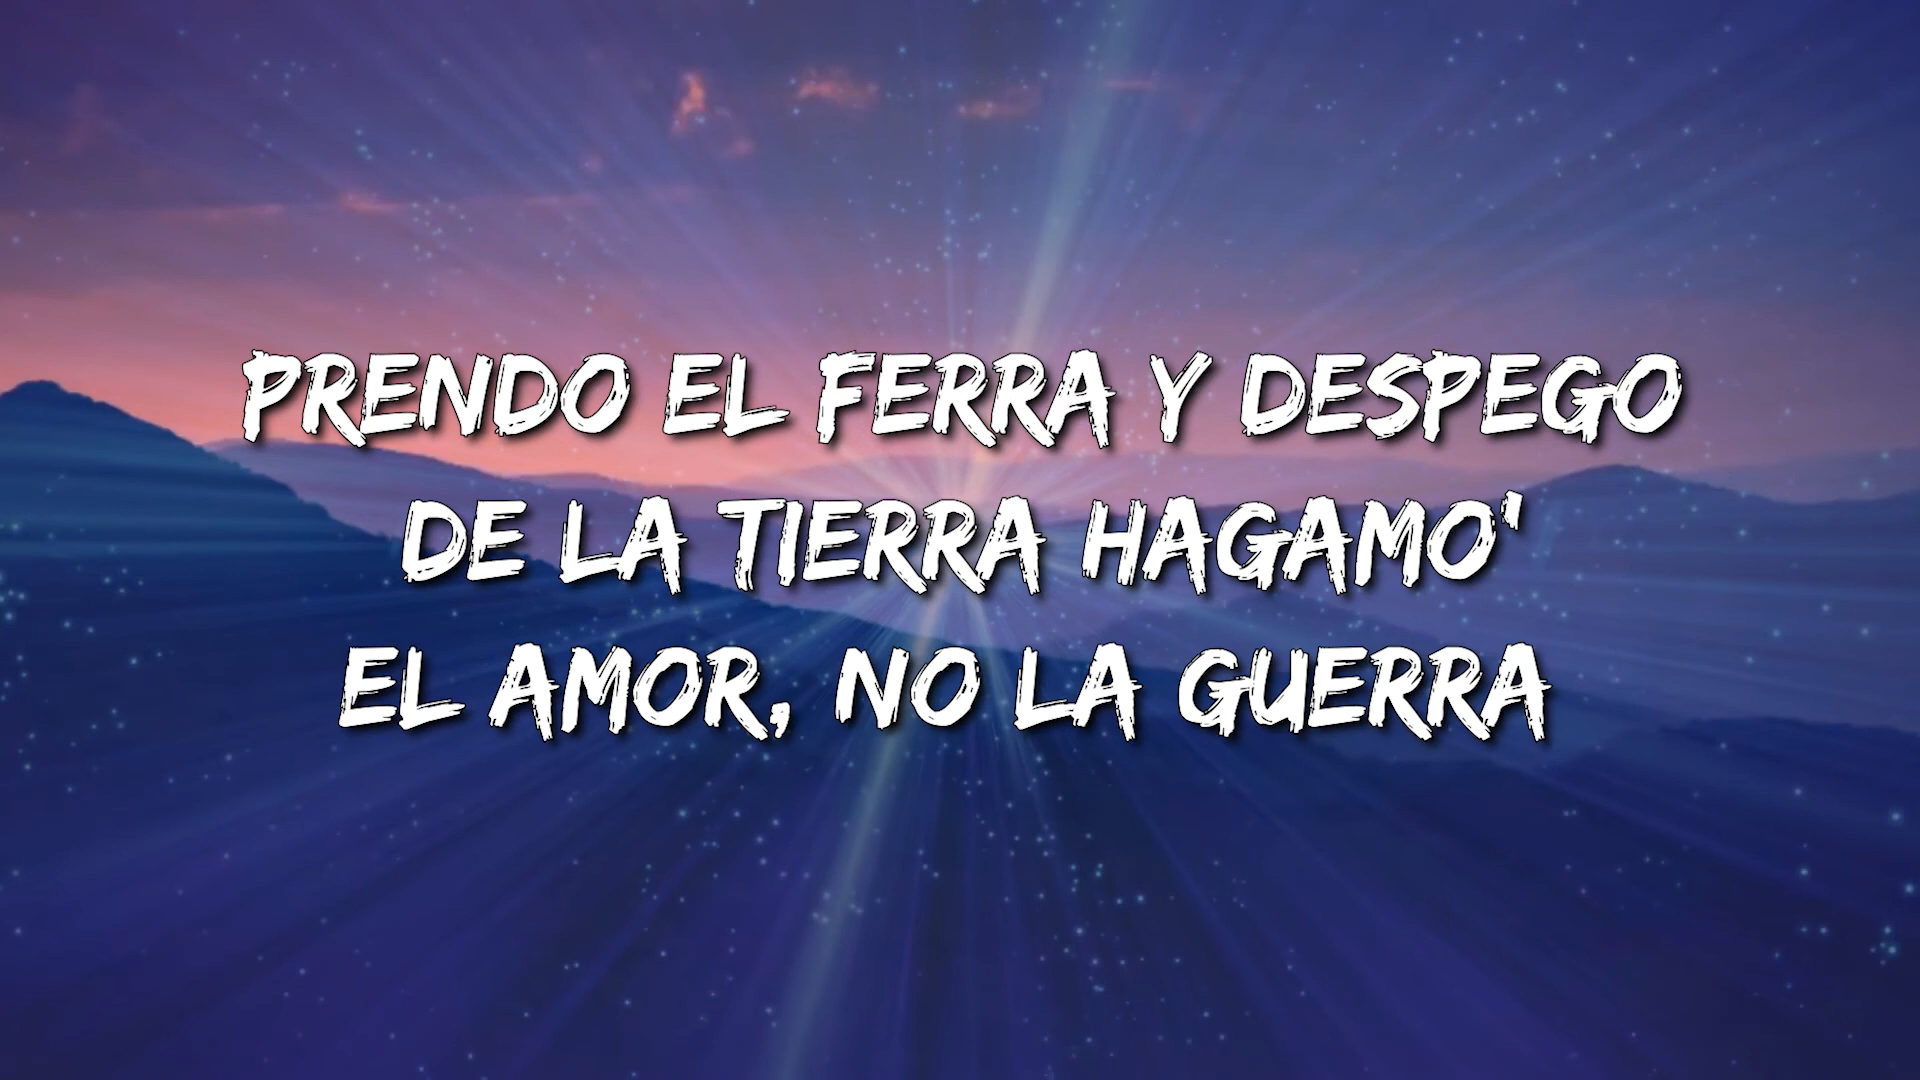 PRENDO EL FERRA Y DESPEGO
DE LA TIERRA HAGAMO'
EL AMOR, NO LA GUERRA